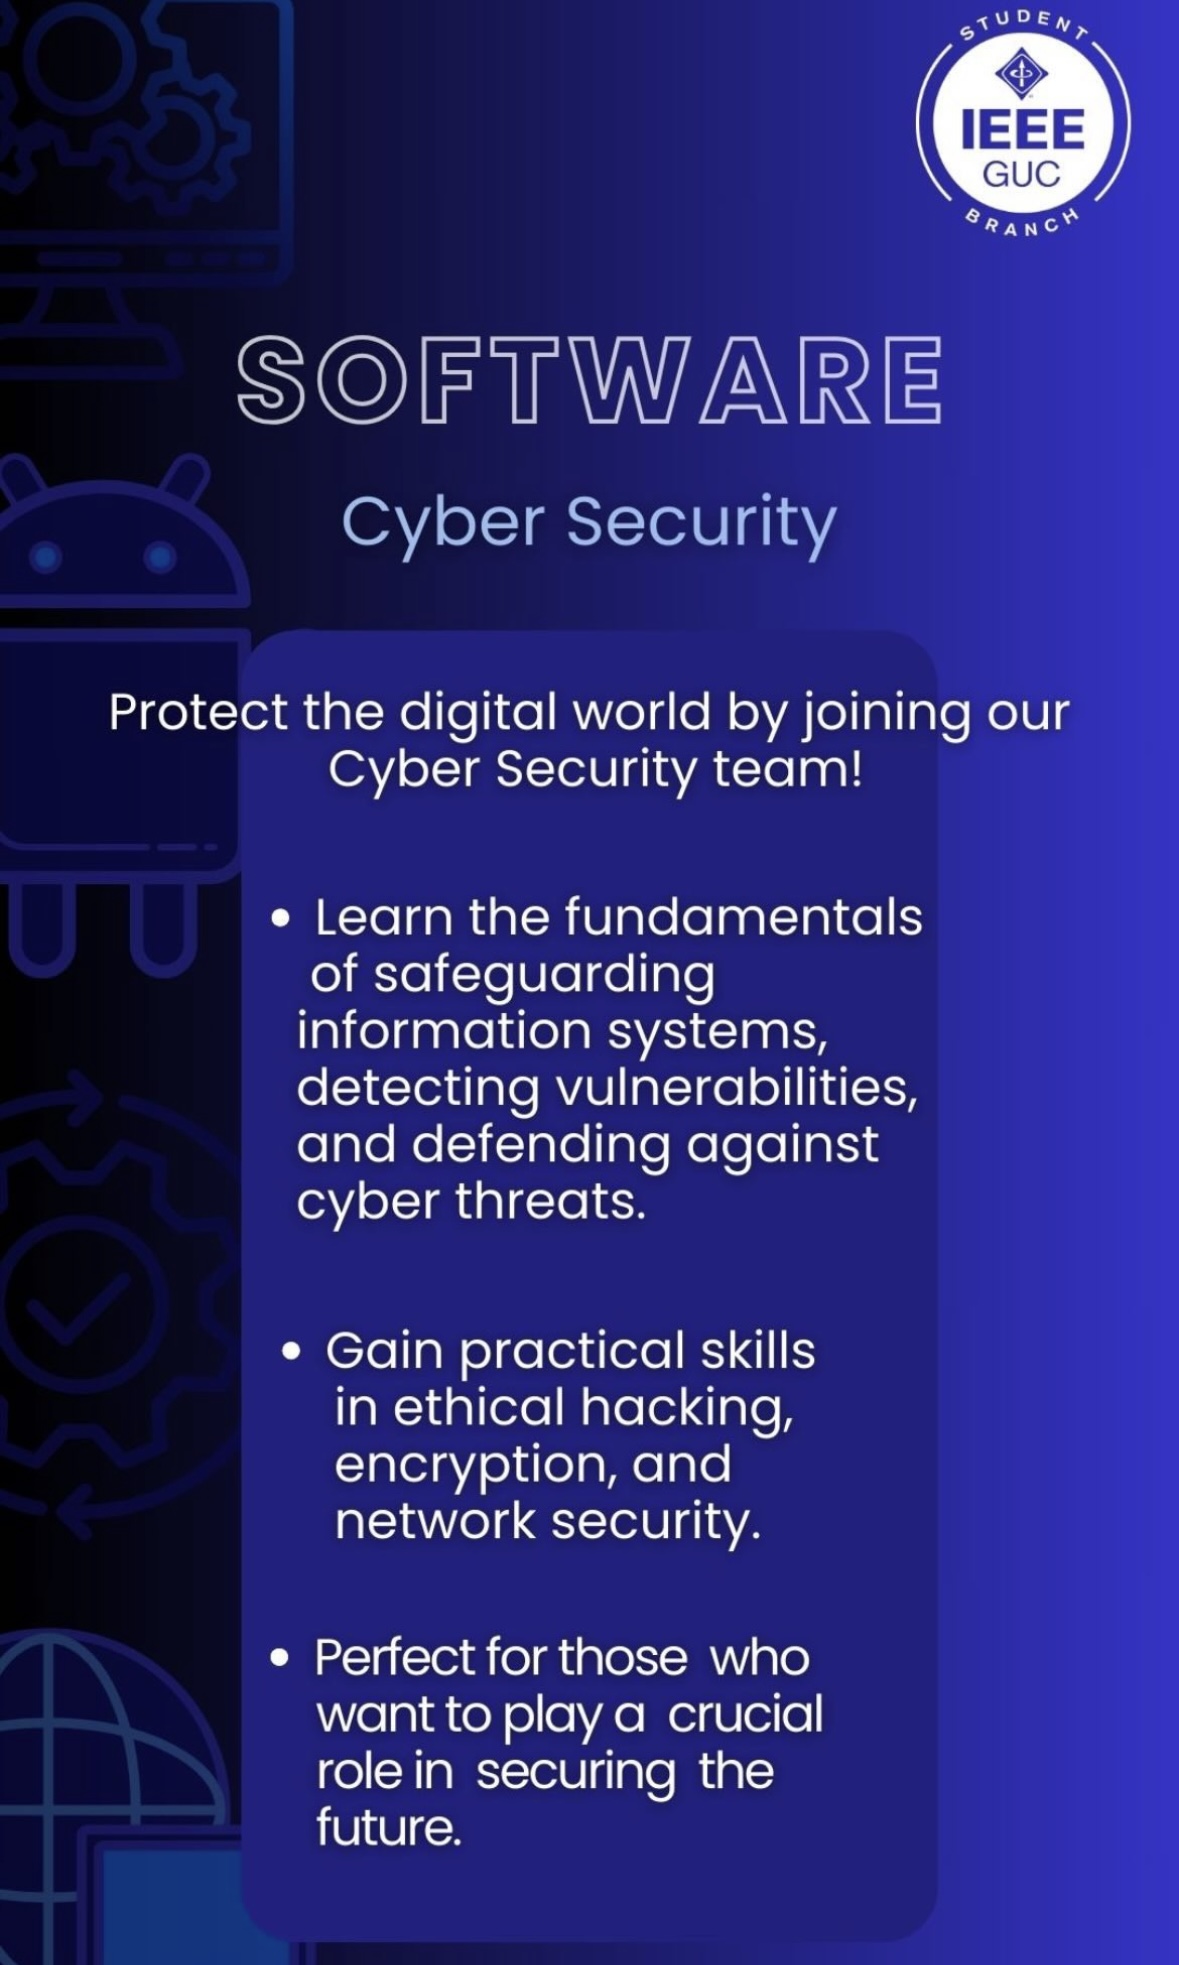 STUDENT
IEEE
GUC
BRANCH
SOFTWARE
Cyber Security
Protect the digital world by joining our
Cyber Security team!
• Learn the fundamentals
of safeguarding
information systems,
detecting vulnerabilities,
and defending against
cyber threats.
• Gain practical skills
in ethical hacking,
encryption, and
network security.
• Perfect for those who
want to play a crucial
role in securing the
future.